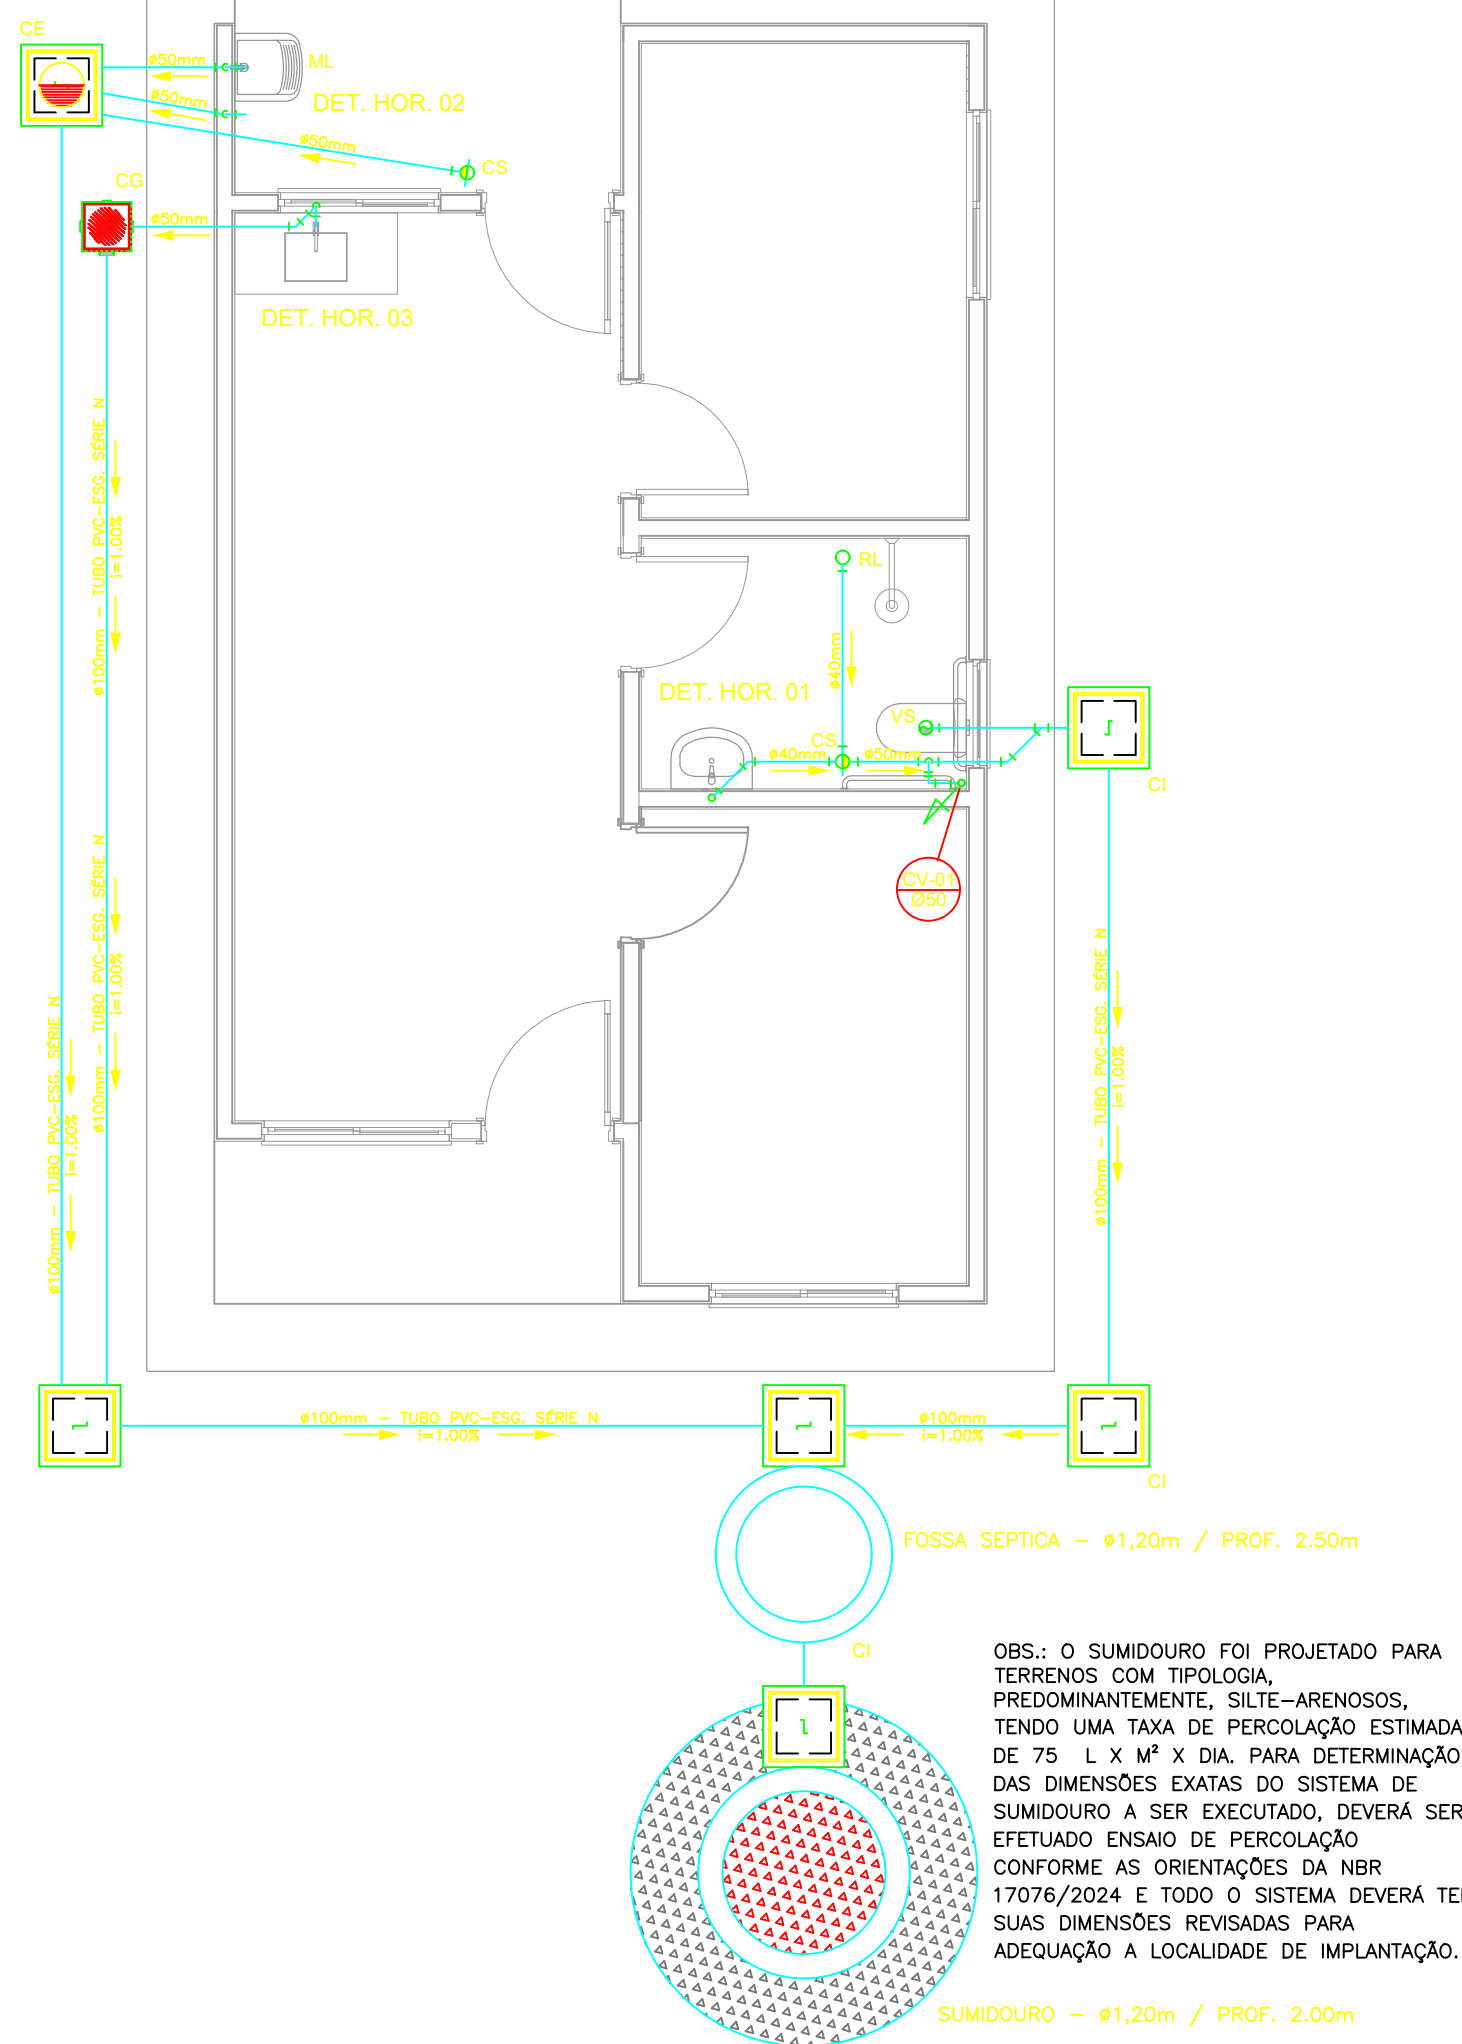 CE
ø50mm
ML
ø50mm
DET. HOR. 02
ø50mm
CS
CG
ø50mm
DET. HOR. 03
ø100mm – TUBO PVC–ESG. SÉRIE N
i=1.00%
RL
ø40mm
DET. HOR. 01
VS
CS
ø40mm
ø50mm
CI
CV-01
Ø50
ø100mm – TUBO PVC–ESG. SÉRIE N
i=1.00%
ø100mm – TUBO PVC–ESG. SÉRIE N
i=1.00%
ø100mm – TUBO PVC–ESG. SÉRIE N
i=1.00%
ø100mm – TUBO PVC–ESG. SÉRIE N
i=1.00%
ø100mm
i=1.00%
CI
FOSSA SEPTICA – ø1,20m / PROF. 2.50m
CI
OBS.: O SUMIDOURO FOI PROJETADO PARA
TERRENOS COM TIPOLOGIA,
PREDOMINANTEMENTE, SILTE–ARENOSOS,
TENDO UMA TAXA DE PERCOLAÇÃO ESTIMADA
DE 75 L X M² X DIA. PARA DETERMINAÇÃO
DAS DIMENSÕES EXATAS DO SISTEMA DE
SUMIDOURO A SER EXECUTADO, DEVERÁ SER
EFETUADO ENSAIO DE PERCOLAÇÃO
CONFORME AS ORIENTAÇÕES DA NBR
17076/2024 E TODO O SISTEMA DEVERÁ TER
SUAS DIMENSÕES REVISADAS PARA
ADEQUAÇÃO A LOCALIDADE DE IMPLANTAÇÃO.
SUMIDOURO – ø1,20m / PROF. 2.00m